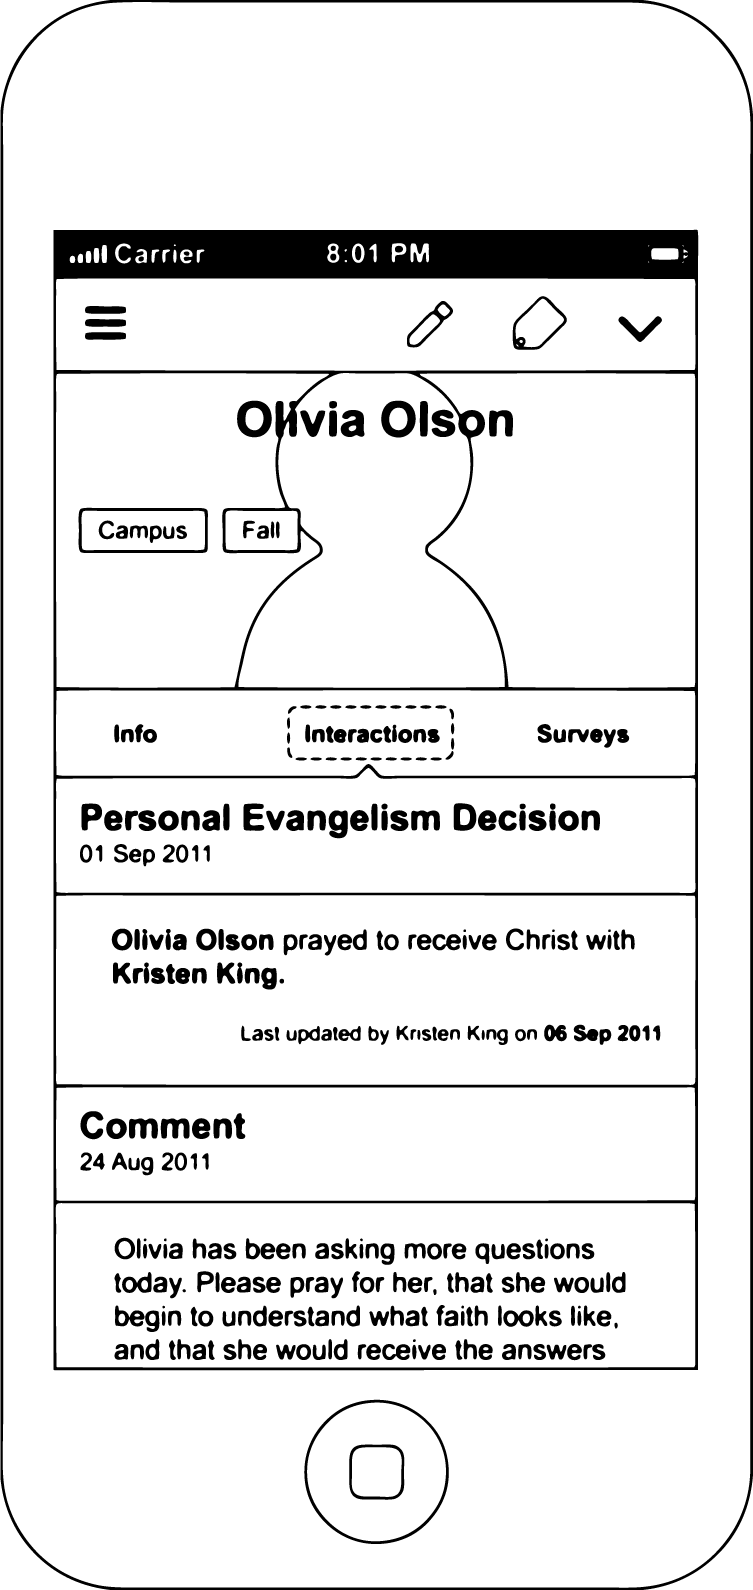 Carrier 8:01 PM
Olivia Olson
Campus Fall
Info Interactions Surveys
Personal Evangelism Decision
01 Sep 2011
Olivia Olson prayed to receive Christ with
Kristen King.
Last updated by Kristen King on 06 Sep 2011
Comment
24 Aug 2011
Olivia has been asking more questions
today. Please pray for her, that she would
begin to understand what faith looks like,
and that she would receive the answers